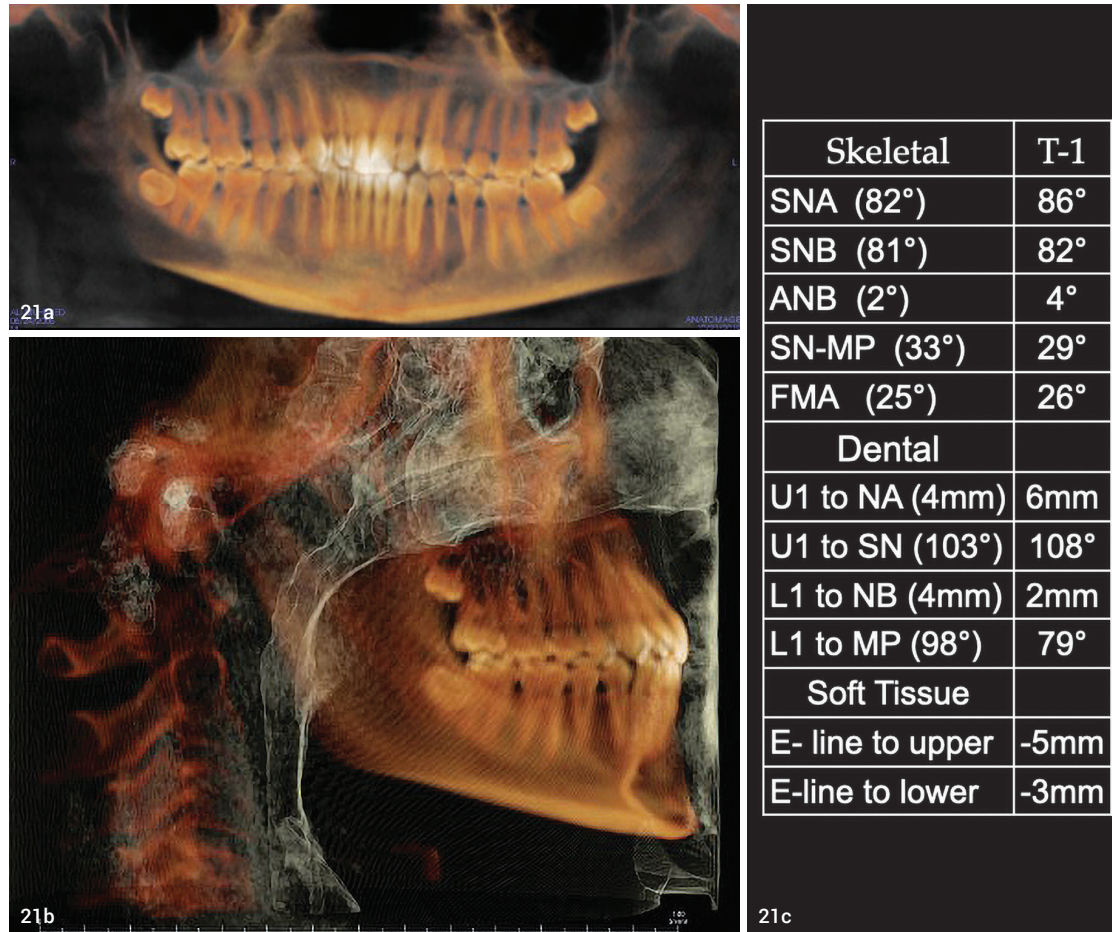 R
L
21a
ANATOMAGE
21b
Skeletal T-1
SNA (82°) 86°
SNB (81°) 82°
ANB (2°) 4°
SN-MP (33°) 29°
FMA (25°) 26°
Dental
U1 to NA (4mm) 6mm
U1 to SN (103°) 108°
L1 to NB (4mm) 2mm
L1 to MP (98°) 79°
Soft Tissue
E- line to upper -5mm
E-line to lower -3mm
21c